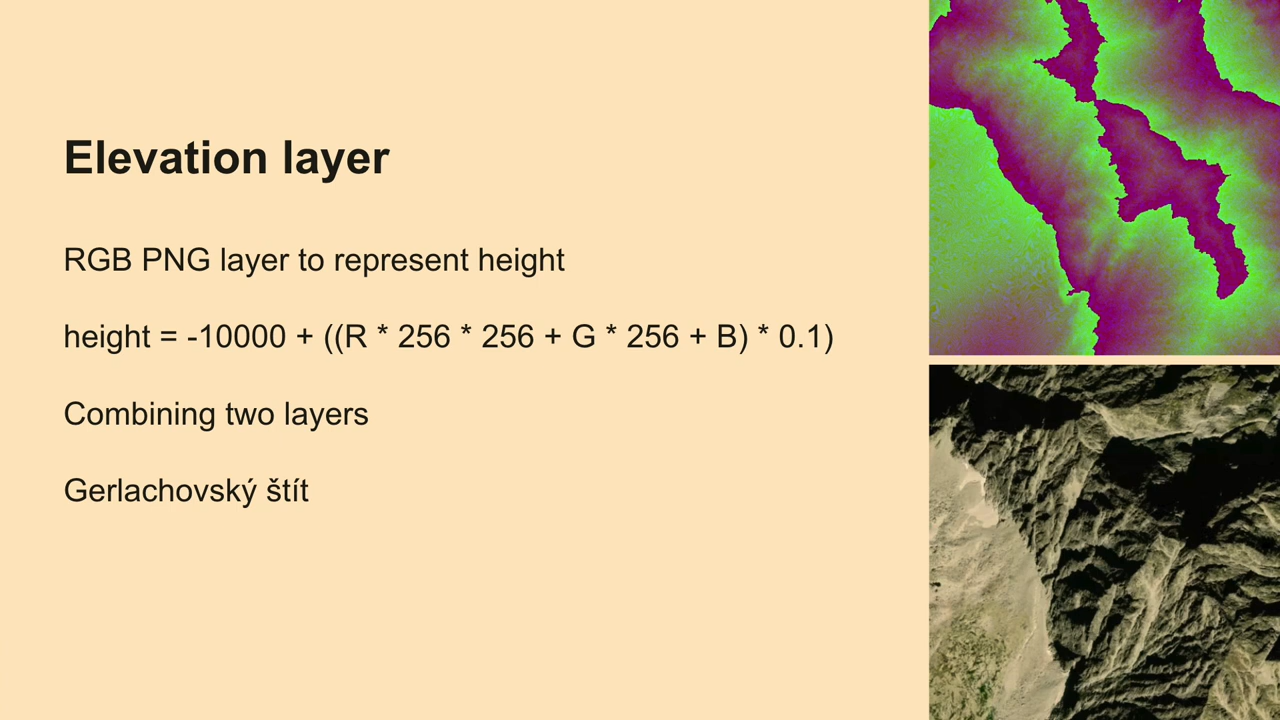 Elevation layer
RGB PNG layer to represent height
height = -10000 + ((R * 256 * 256 + G * 256 + B) * 0.1)
Combining two layers
Gerlachovský štít